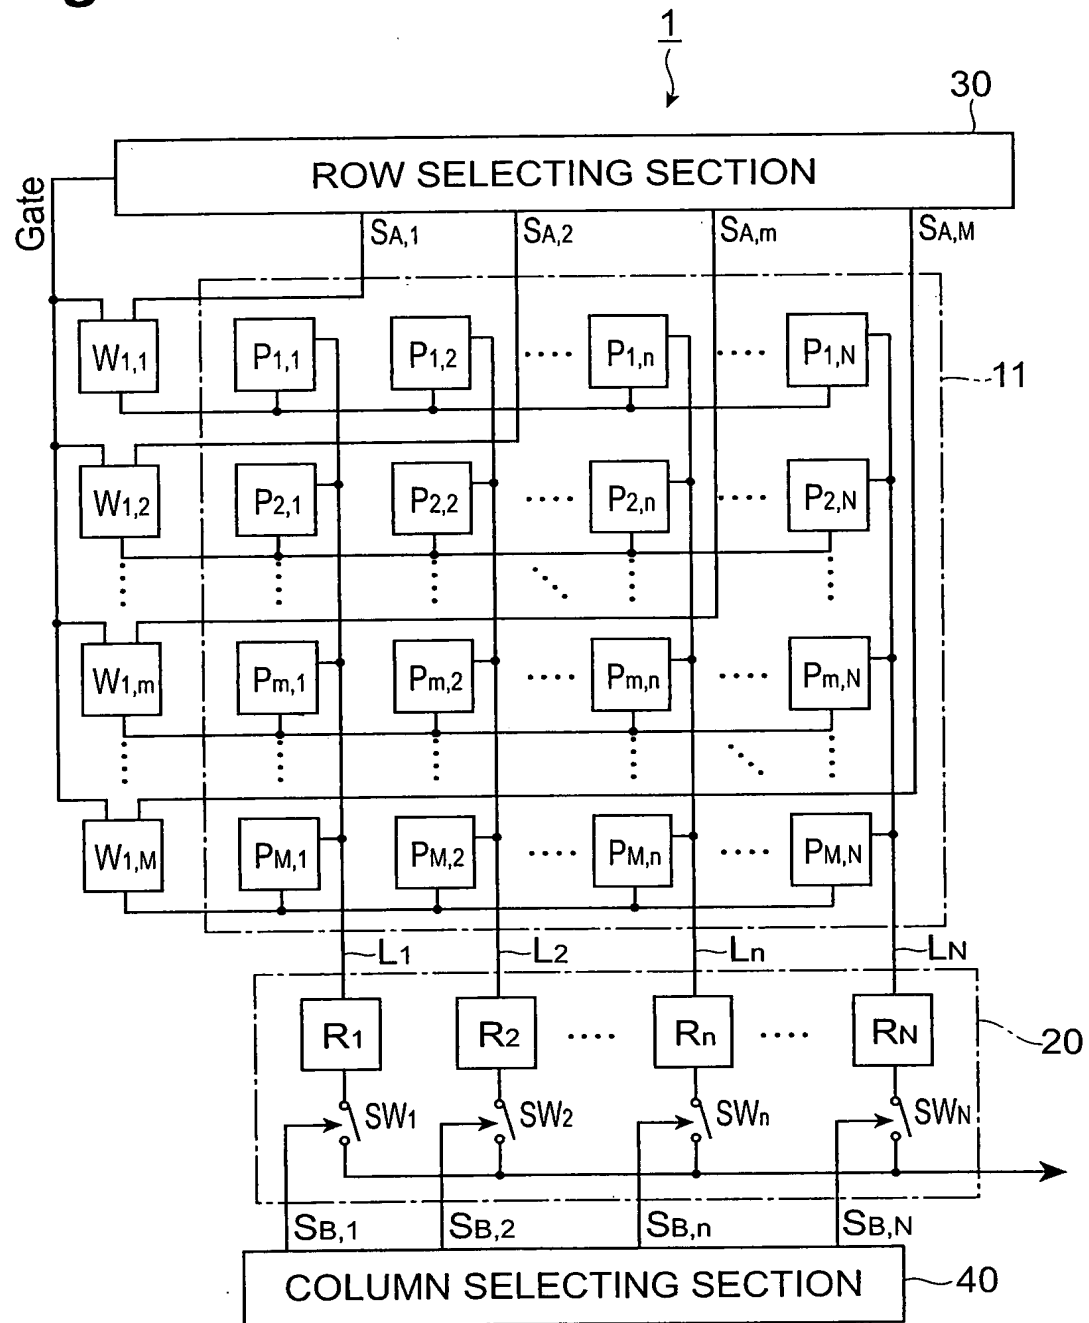 1
30
ROW SELECTING SECTION
Gate
SA,1 SA,2 SA,m SA,M
W1,1 P1,1 P1,2 .... P1,n .... P1,N
11
W1,2 P2,1 P2,2 .... P2,n .... P2,N
W1,m Pm,1 Pm,2 .... Pm,n .... Pm,N
W1,M PM,1 PM,2 .... PM,n .... PM,N
L1 L2 Ln LN
R1 R2 .... Rn .... RN
20
SW1 SW2 SWn SWN
SB,1 SB,2 SB,n SB,N
COLUMN SELECTING SECTION
40